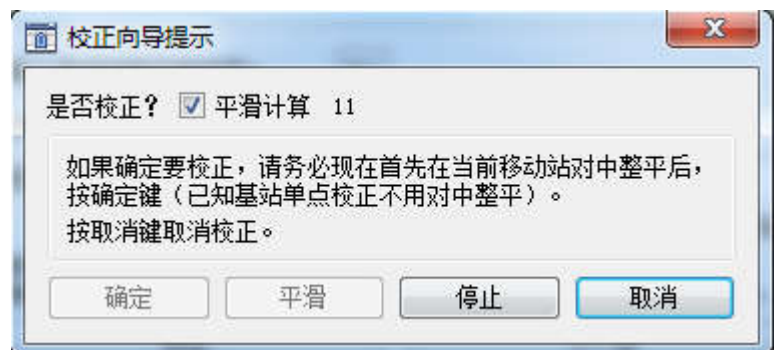 校正向导提示
是否校正? 平滑计算 11
如果确定要校正，请务必现在首先在当前移动站对中整平后，
按确定键（已知基站单点校正不用对中整平）。
按取消键取消校正。
确定 平滑 停止 取消